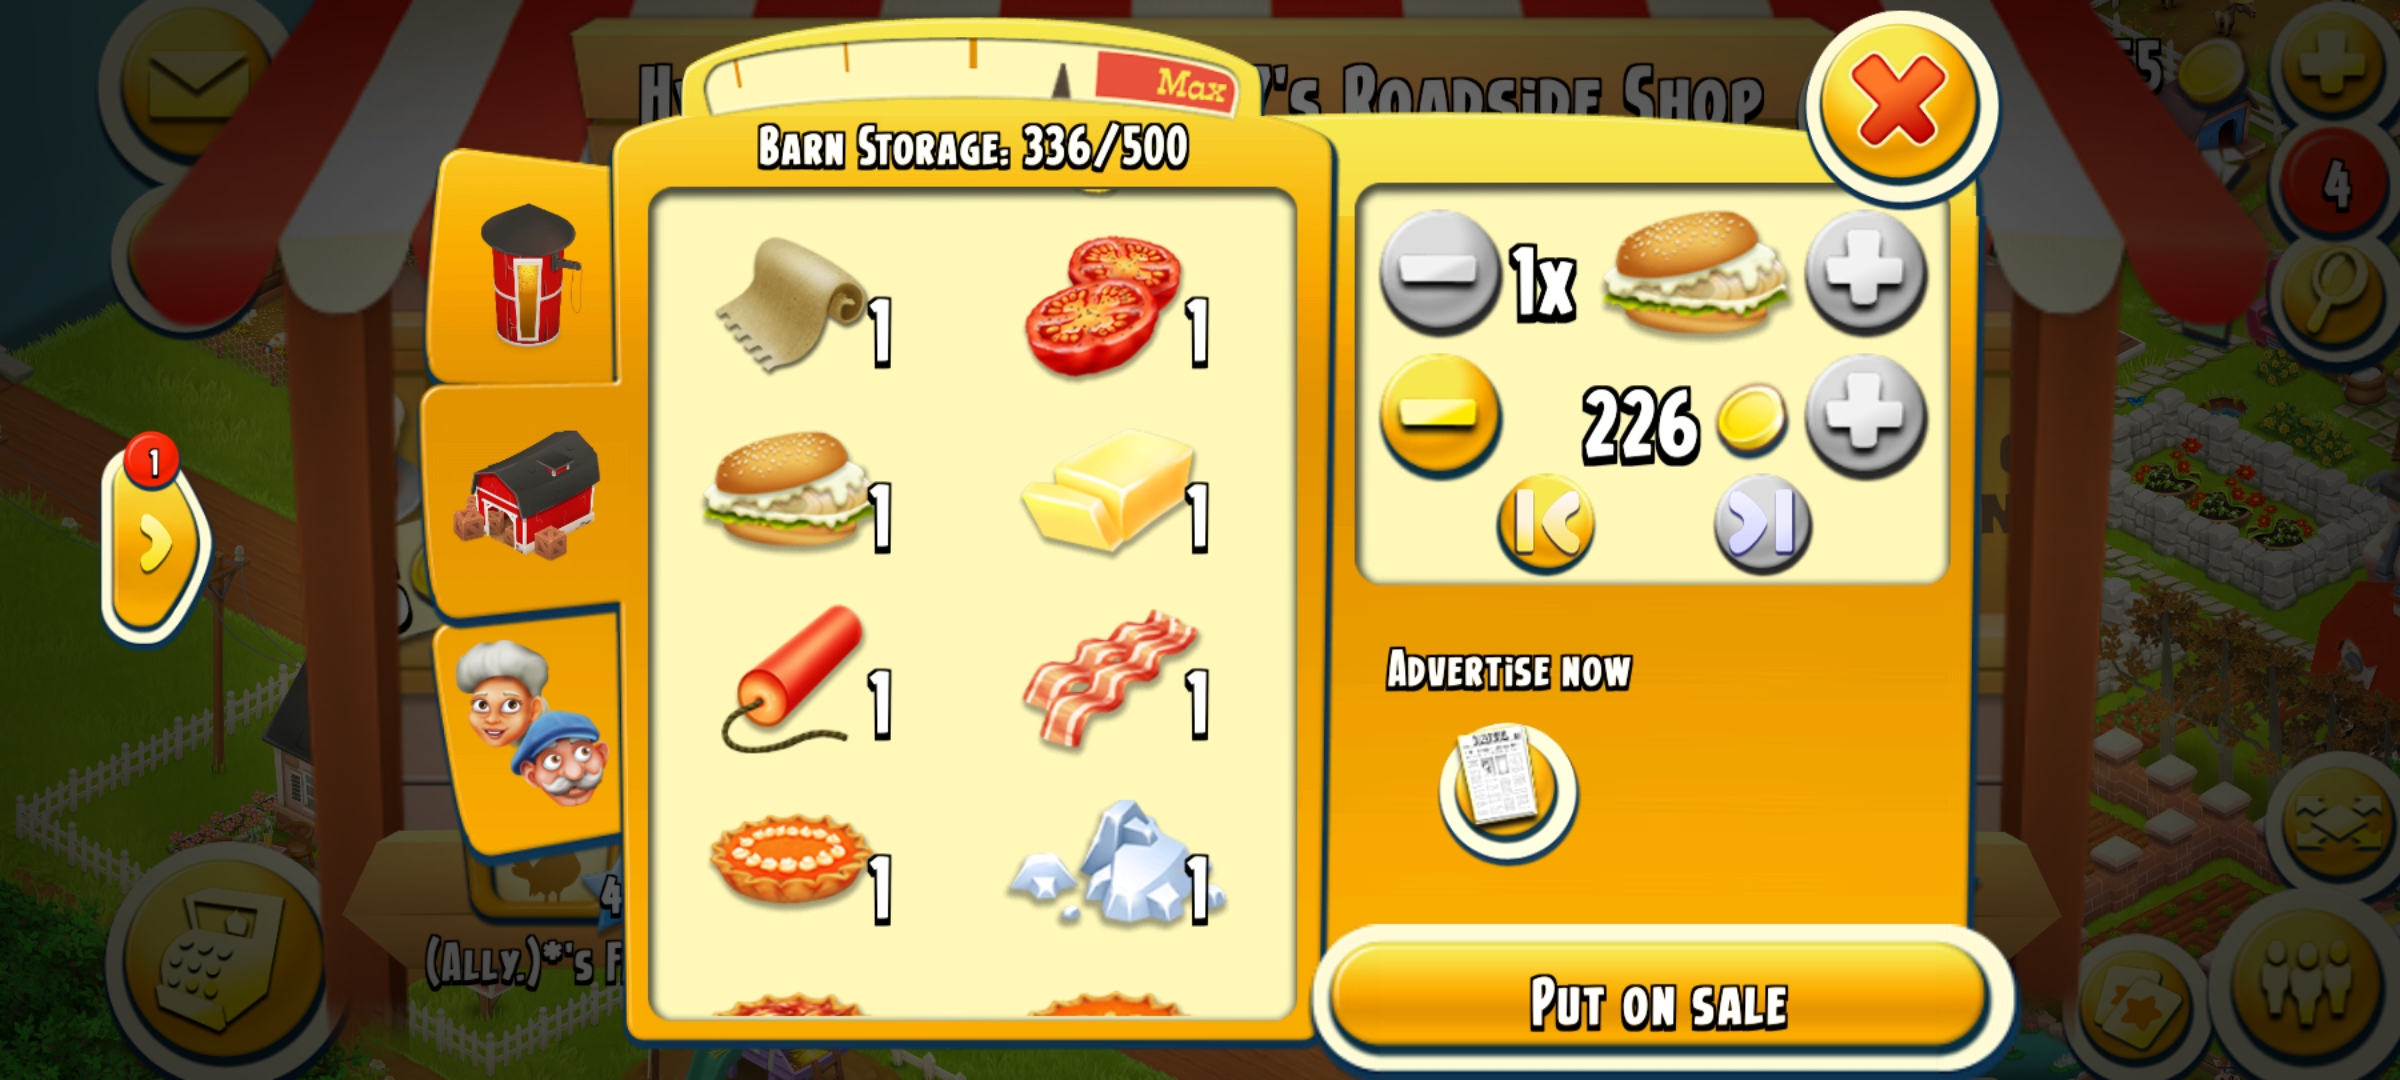 'S ROADSIDE SHOP
Max
BARN STORAGE: 336/500
1
1
1x
1
1
226
1
1
1
1
1
4
ADVERTISE NOW
PUT ON SALE
(ALLY.)*'S F